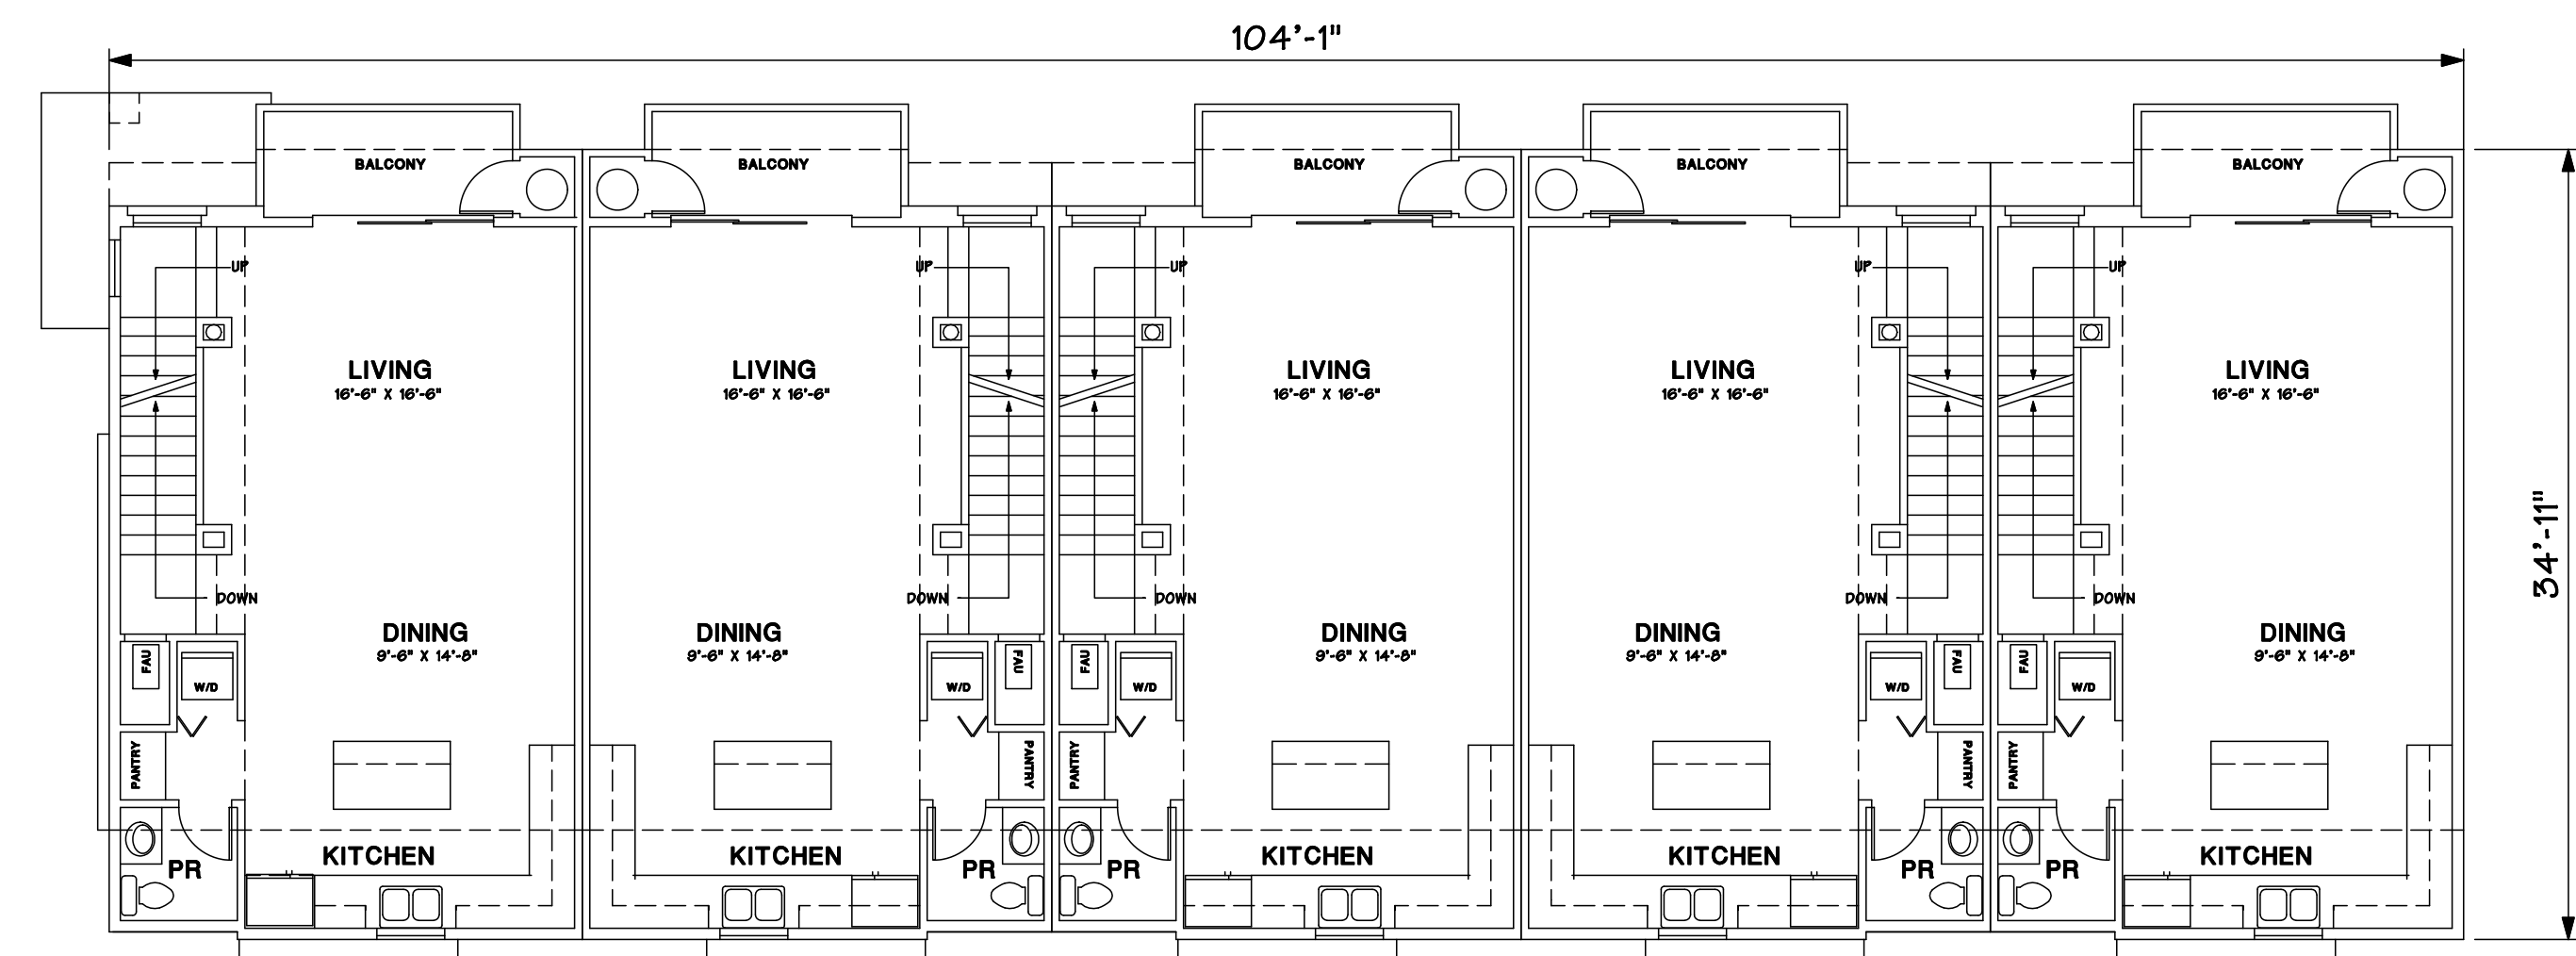 104'-1"
BALCONY BALCONY BALCONY BALCONY BALCONY
UP UP UP UP UP
LIVING LIVING LIVING LIVING LIVING
16'-6" X 16'-6" 16'-6" X 16'-6" 16'-6" X 16'-6" 16'-6" X 16'-6" 16'-6" X 16'-6"
34'-11"
DOWN DOWN DOWN DOWN DOWN
DINING DINING DINING DINING DINING
9'-6" X 14'-8" 9'-6" X 14'-8" 9'-6" X 14'-8" 9'-6" X 14'-8" 9'-6" X 14'-8"
FAU FAU FAU FAU FAU
W/D W/D W/D W/D W/D
PANTRY PANTRY PANTRY PANTRY PANTRY
KITCHEN KITCHEN KITCHEN KITCHEN KITCHEN
PR PR PR PR PR